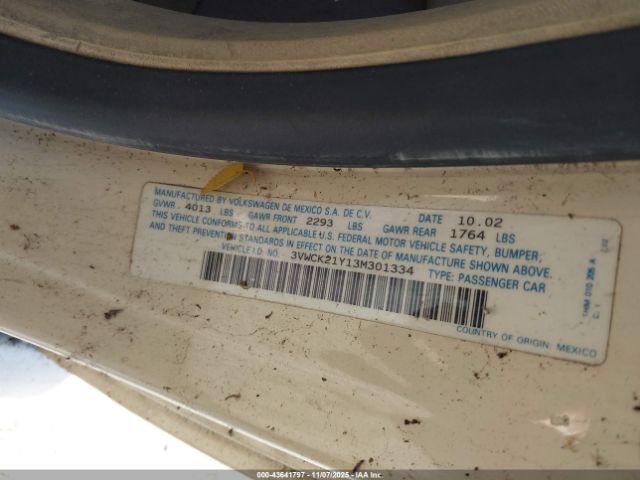 MANUFACTURED BY VOLKSWAGEN DE MEXICO S.A. DE C.V. DATE 10.02
GVWR 4013 LBS GAWR FRONT 2293 LBS GAWR REAR 1764 LBS
THIS VEHICLE CONFORMS TO ALL APPLICABLE U.S. FEDERAL MOTOR VEHICLE SAFETY, BUMPER,
AND THEFT PREVENTION STANDARDS IN EFFECT ON THE DATE OF MANUFACTURE SHOWN ABOVE.
VEHICLE I.D. NO. 3VWCK21Y13M301334 TYPE: PASSENGER CAR
COUNTRY OF ORIGIN: MEXICO
000-43641797 - 11/07/2025 - IAAI.com